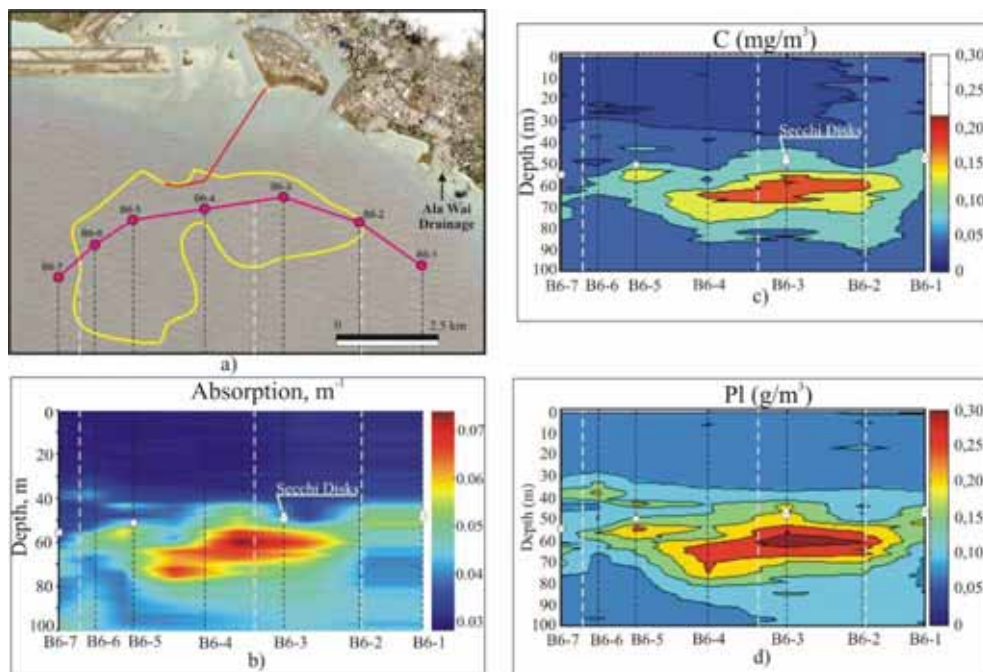 B6-7
B6-6
B6-5
B6-4
B6-3
B6-2
B6-1
Ala Wai
Drainage
0
2.5 km
a)
C (mg/m³)
Depth (m)
0
10
20
30
40
50
60
70
80
90
100
Secchi Disks
0,30
0,25
0,20
0,15
0,10
0,05
0
B6-7
B6-6
B6-5
B6-4
B6-3
B6-2
B6-1
c)
Absorption, m⁻¹
Depth, m
0
20
40
60
80
100
Secchi Disks
0.07
0.06
0.05
0.04
0.03
B6-7
B6-6
B6-5
B6-4
B6-3
B6-2
B6-1
b)
Pl (g/m³)
Depth (m)
0
10
20
30
40
50
60
70
80
90
100
0,30
0,25
0,20
0,15
0,10
0,05
0
B6-7
B6-6
B6-5
B6-4
B6-3
B6-2
B6-1
d)